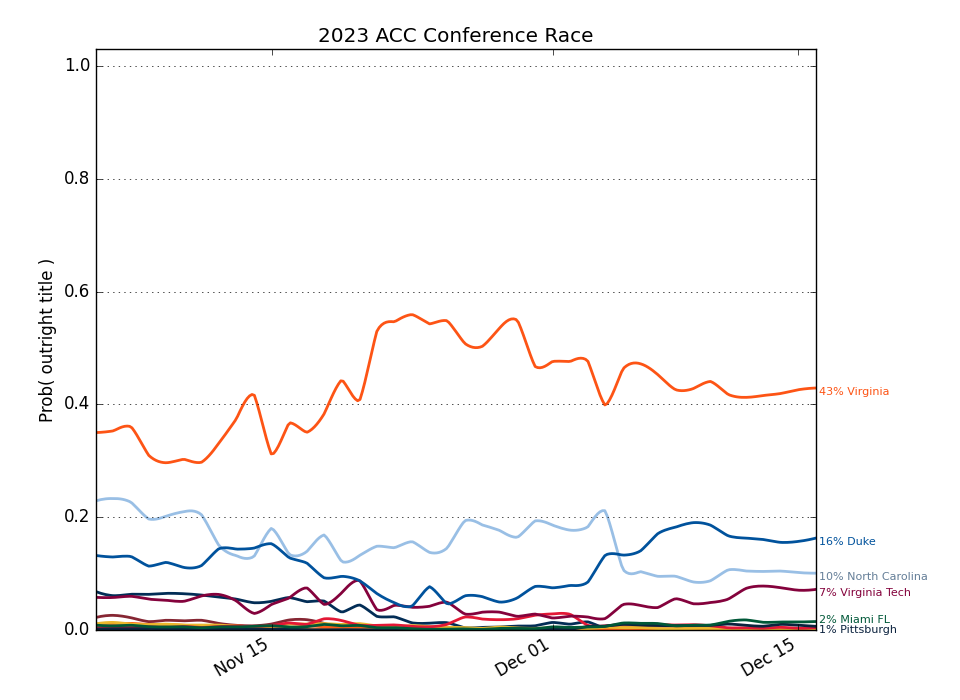 2023 ACC Conference Race
1.0
0.8
0.6
0.4
0.2
0.0
Prob( outright title )
Nov 15
Dec 01
Dec 15
43% Virginia
16% Duke
10% North Carolina
7% Virginia Tech
2% Miami FL
1% Pittsburgh